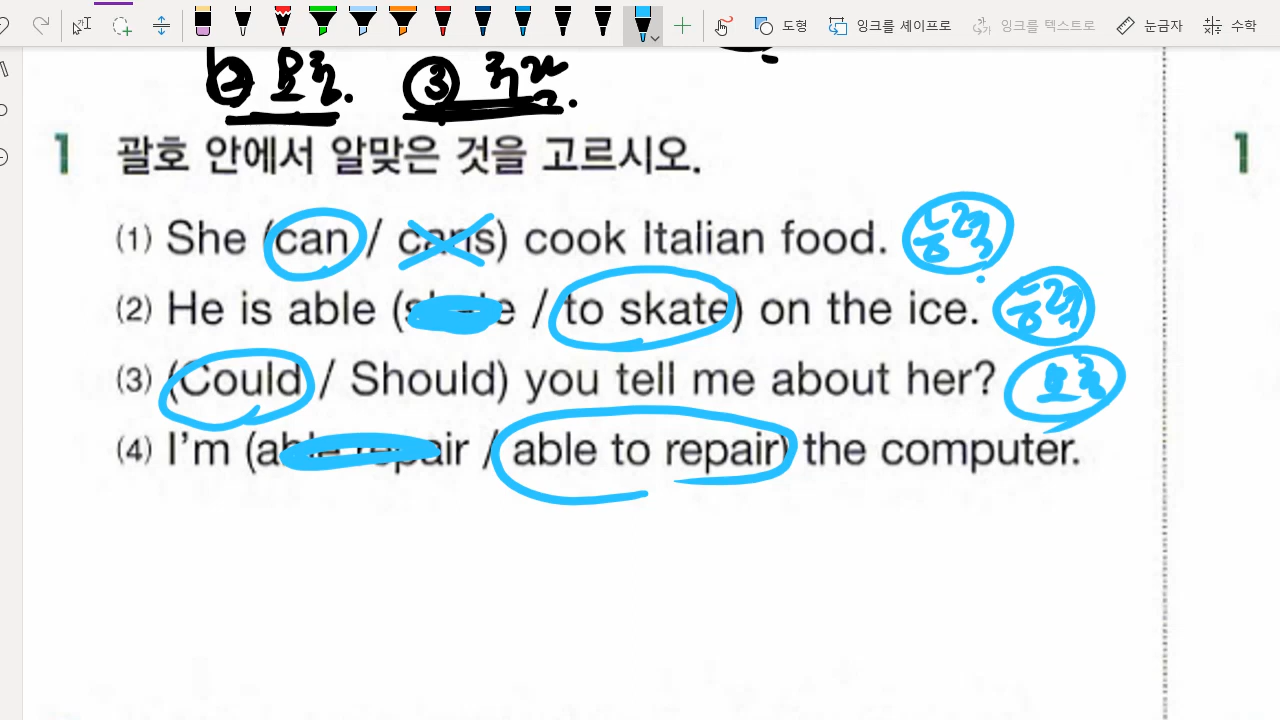 도형 잉크를 셰이프로 잉크를 텍스트로 눈금자 수학
② 요청. ③
1 괄호 안에서 알맞은 것을 고르시오. 1
(1) She (can / cans) cook Italian food. 능력
(2) He is able (skate / to skate) on the ice. 능력
(3) (Could / Should) you tell me about her? 요청
(4) I'm (able repair / able to repair) the computer.